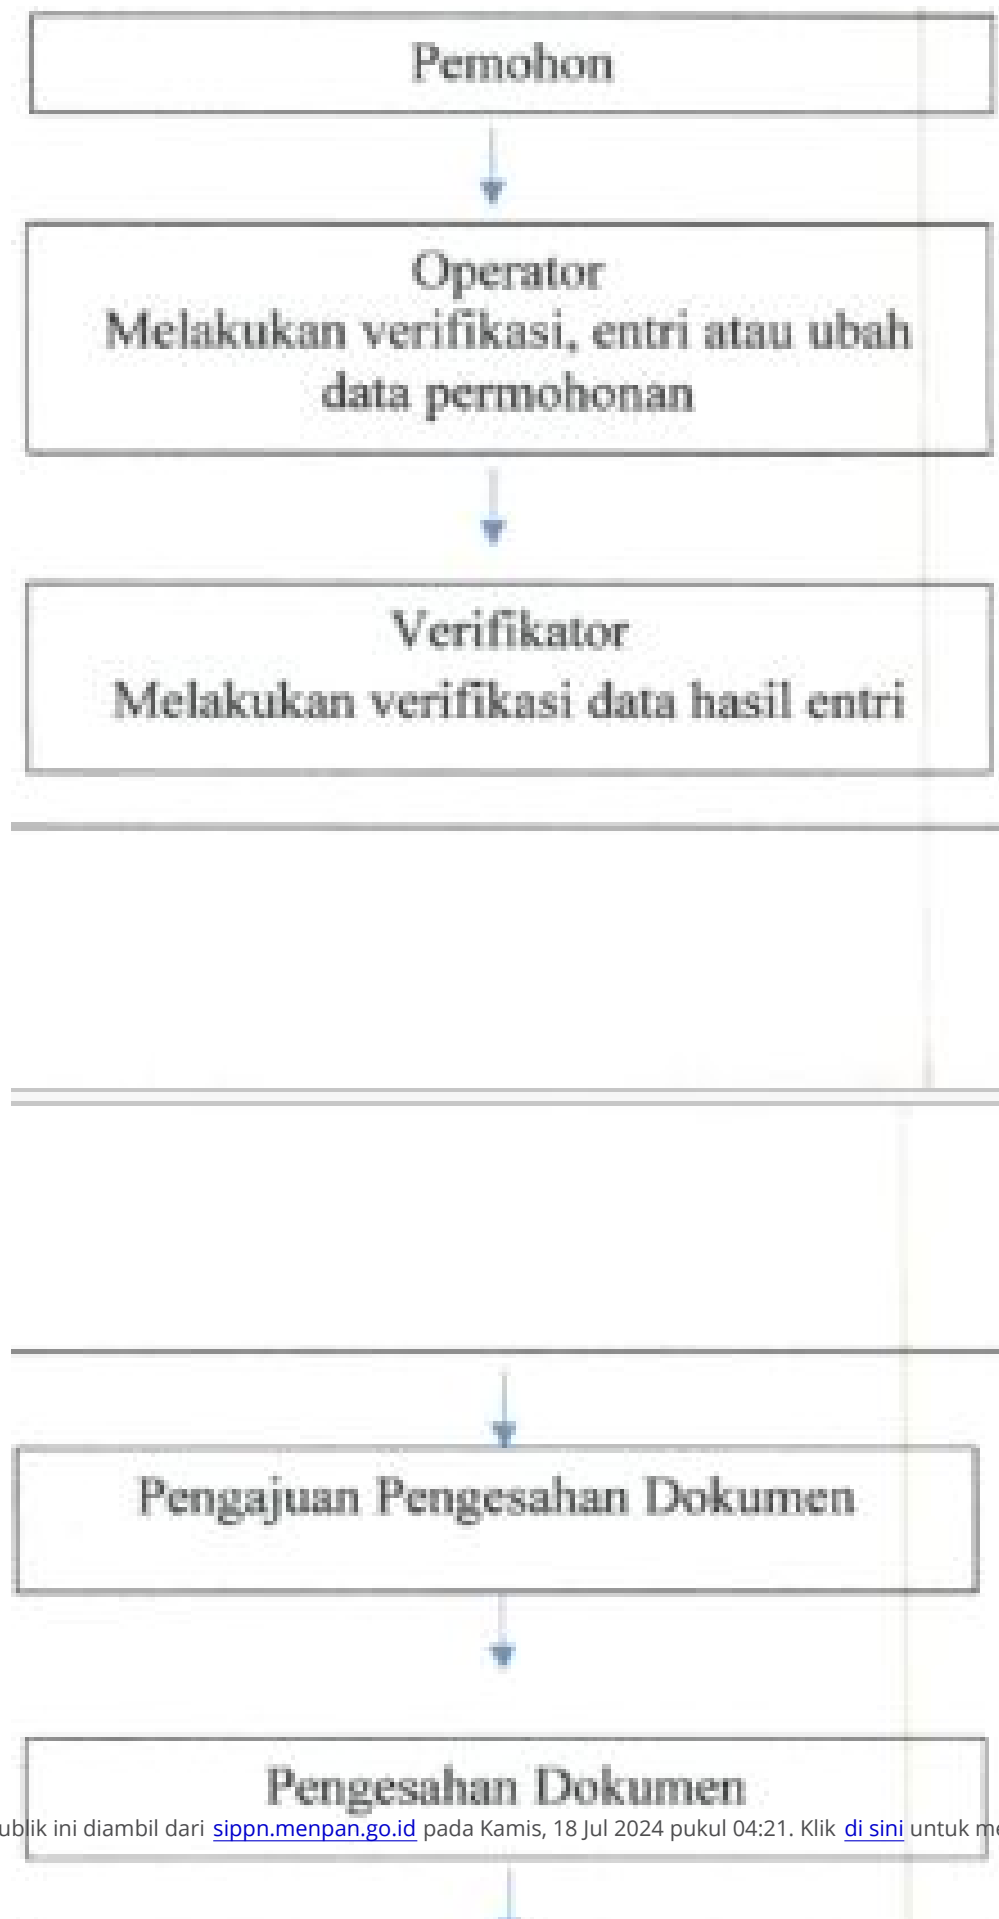 Pemohon
Operator
Melakukan verifikasi, entri atau ubah
data permohonan
Verifikator
Melakukan verifikasi data hasil entri
Pengajuan Pengesahan Dokumen
Pengesahan Dokumen
ublik ini diambil dari sippn.menpan.go.id pada Kamis, 18 Jul 2024 pukul 04:21. Klik di sini untuk me